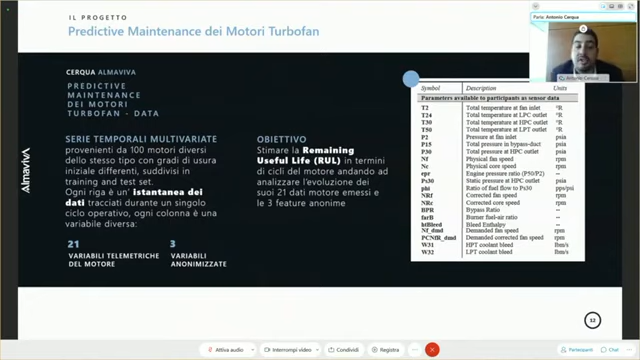 IL PROGETTO
Predictive Maintenance dei Motori Turbofan
Parla: Antonio Cerqua
Antonio Cerqua
CERQUA ALMAVIVA
PREDICTIVE
MAINTENANCE
DEI MOTORI
TURBOFAN - DATA
SERIE TEMPORALI MULTIVARIATE
provenienti da 100 motori diversi
dello stesso tipo con gradi di usura
iniziale differenti, suddivisi in
training and test set.
Ogni riga è un' istantanea dei
dati tracciati durante un singolo
ciclo operativo, ogni colonna è una
variabile diversa:
21
VARIABILI TELEMETRICHE
DEL MOTORE
3
VARIABILI
ANONIMIZZATE
OBIETTIVO
Stimare la Remaining
Useful Life (RUL) in termini
di cicli del motore andando ad
analizzare l'evoluzione dei
suoi 21 dati motore emessi e
le 3 feature anonime
AlmavivA
Symbol Description Units
Parameters available to participants as sensor data
T2 Total temperature at fan inlet °R
T24 Total temperature at LPC outlet °R
T30 Total temperature at HPC outlet °R
T50 Total temperature at LPT outlet °R
P2 Pressure at fan inlet psia
P15 Total pressure in bypass-duct psia
P30 Total pressure at HPC outlet psia
Nf Physical fan speed rpm
Nc Physical core speed rpm
epr Engine pressure ratio (P50/P2) --
Ps30 Static pressure at HPC outlet psia
phi Ratio of fuel flow to Ps30 pps/psi
NRf Corrected fan speed rpm
NRc Corrected core speed rpm
BPR Bypass Ratio --
farB Burner fuel-air ratio --
htBleed Bleed Enthalpy --
Nf_dmd Demanded fan speed rpm
PCNfR_dmd Demanded corrected fan speed rpm
W31 HPT coolant bleed lbm/s
W32 LPT coolant bleed lbm/s
12
Attiva audio
Interrompi video
Condividi
Registra
Partecipanti
Chat